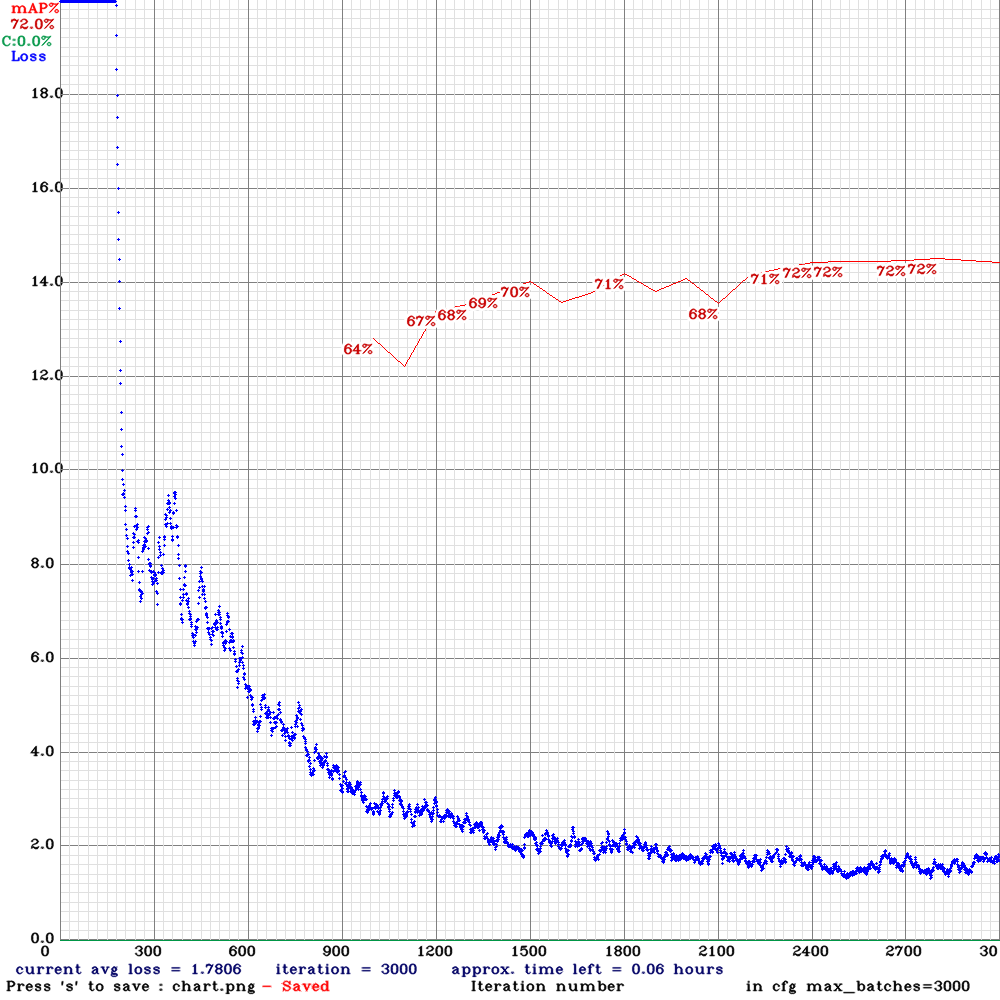 mAP%
72.0%
C:0.0%
Loss
18.0
16.0
14.0
12.0
10.0
8.0
6.0
4.0
2.0
0.0
64% 67% 68% 69% 70% 71% 68% 71% 72% 72% 72% 72%
0 300 600 900 1200 1500 1800 2100 2400 2700 30
current avg loss = 1.7806 iteration = 3000 approx. time left = 0.06 hours
Press 's' to save : chart.png - Saved Iteration number in cfg max_batches=3000